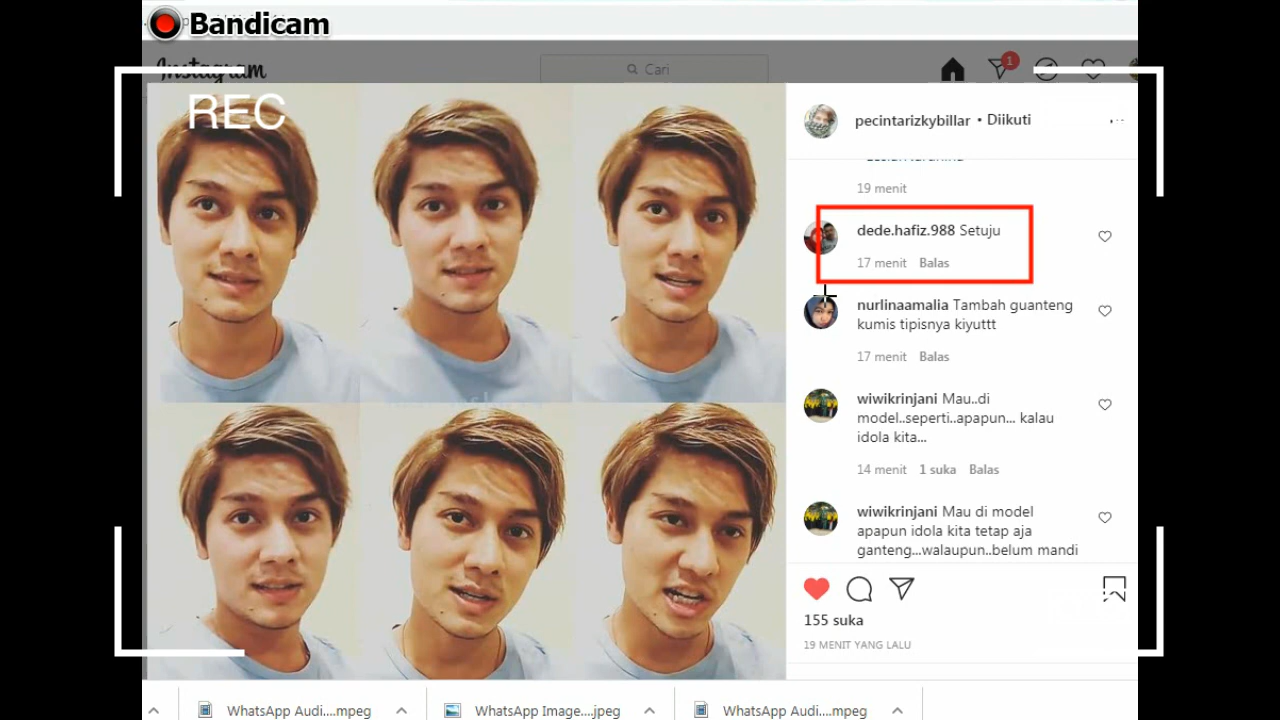 Bandicam
Instagram
Cari
1
REC
pecintarizkybillar • Diikuti
19 menit
dede.hafiz.988 Setuju
17 menit Balas
nurlinaamalia Tambah guanteng
kumis tipisnya kiyuttt
17 menit Balas
wiwikrinjani Mau..di
model..seperti..apapun... kalau
idola kita...
14 menit 1 suka Balas
wiwikrinjani Mau di model
apapun idola kita tetap aja
ganteng...walaupun..belum mandi
155 suka
19 MENIT YANG LALU
WhatsApp Audi....mpeg
WhatsApp Image....jpeg
WhatsApp Audi....mpeg